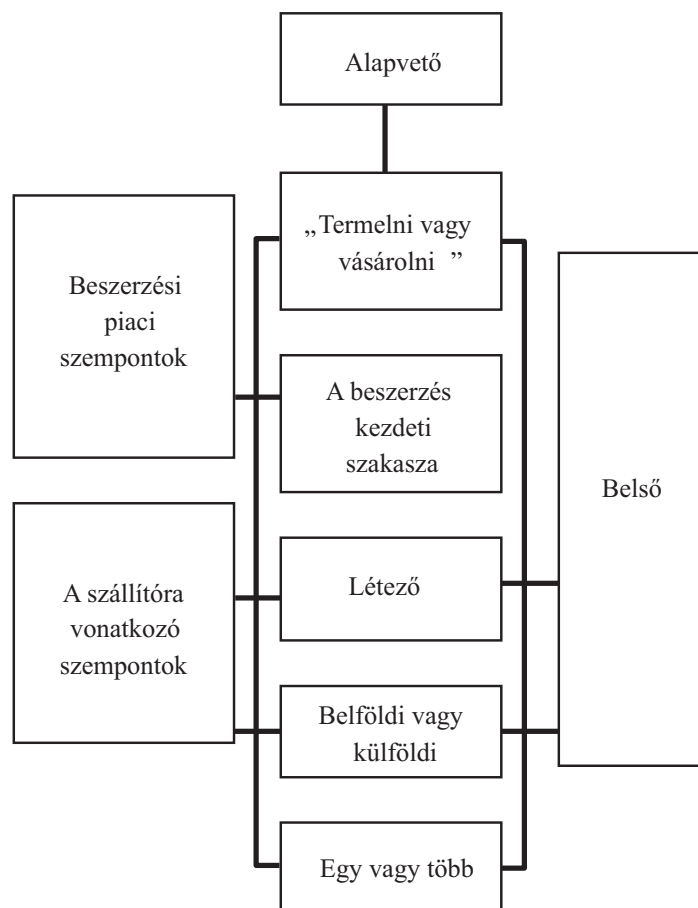 Alapvető
„Termelni vagy
vásárolni ”
Beszerzési
piaci
szempontok
A beszerzés
kezdeti
szakasza
Belső
A szállítóra
vonatkozó
szempontok
Létező
Belföldi vagy
külföldi
Egy vagy több